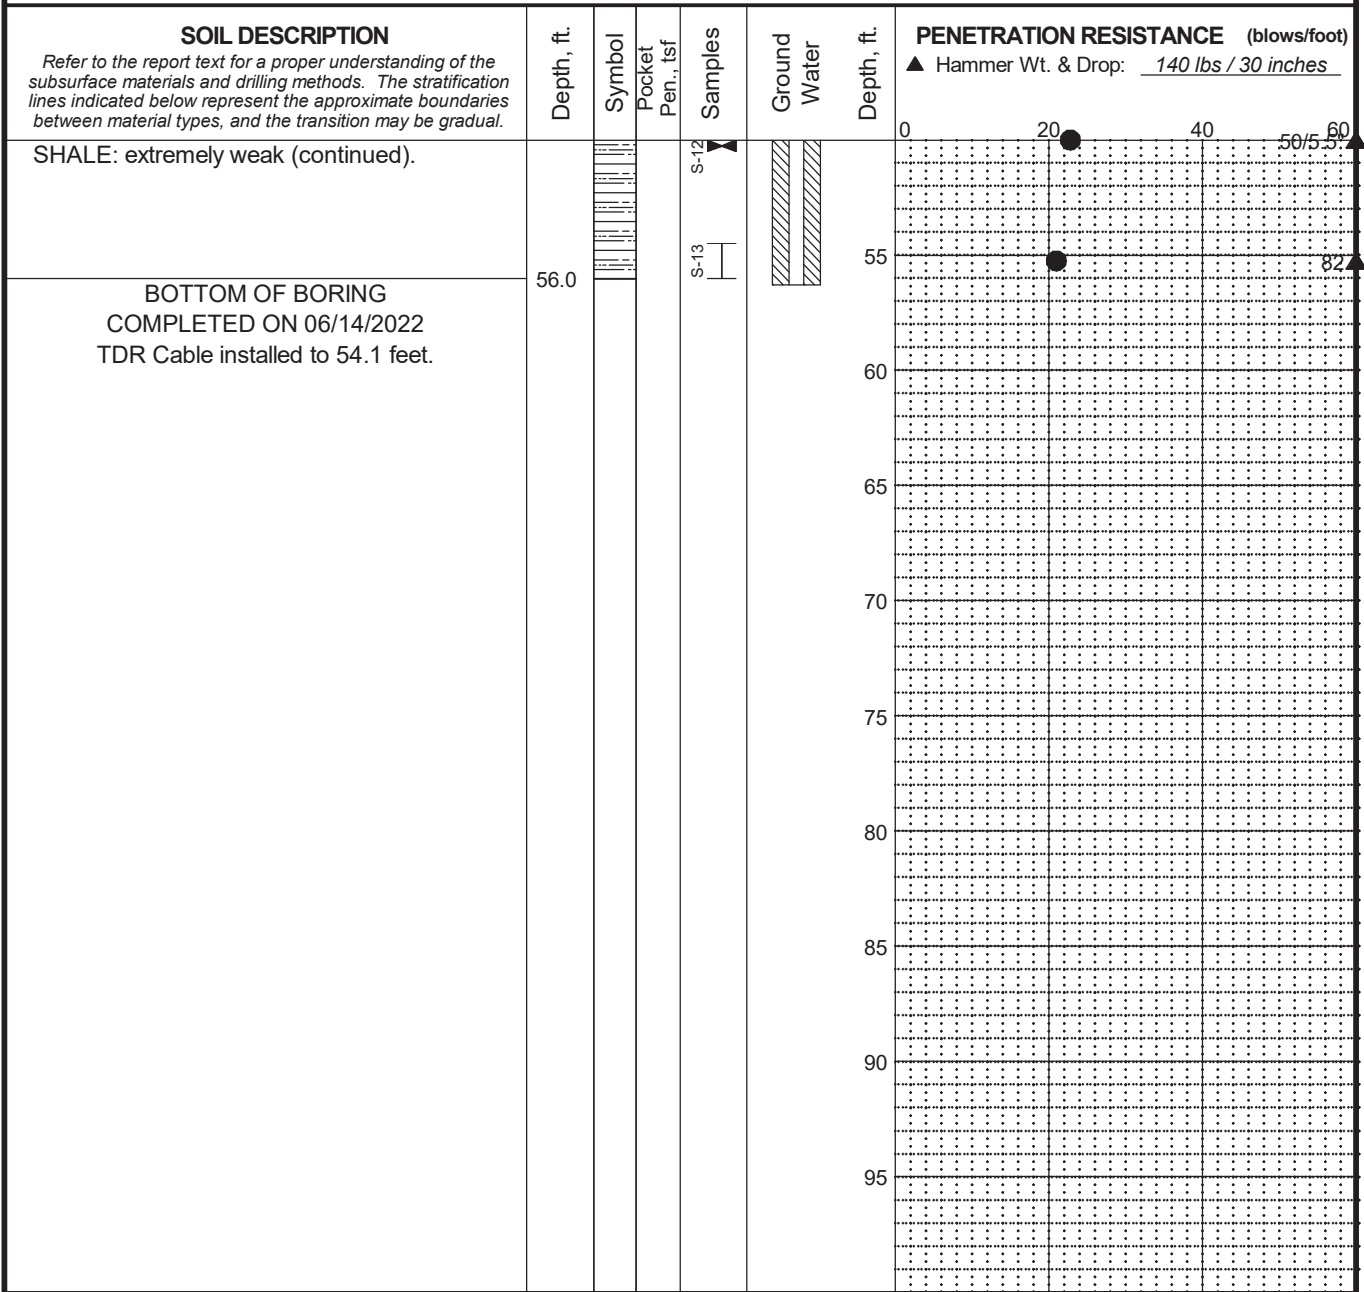 SOIL DESCRIPTION
Refer to the report text for a proper understanding of the
subsurface materials and drilling methods. The stratification
lines indicated below represent the approximate boundaries
between material types, and the transition may be gradual.
Depth, ft.
Symbol
Pocket
Pen., tsf
Samples
Ground
Water
Depth, ft.
PENETRATION RESISTANCE (blows/foot)
▲ Hammer Wt. & Drop: 140 lbs / 30 inches
0 20 40 60
SHALE: extremely weak (continued).
S-12
50/5.5"
S-13
55
82
56.0
BOTTOM OF BORING
COMPLETED ON 06/14/2022
TDR Cable installed to 54.1 feet.
60
65
70
75
80
85
90
95